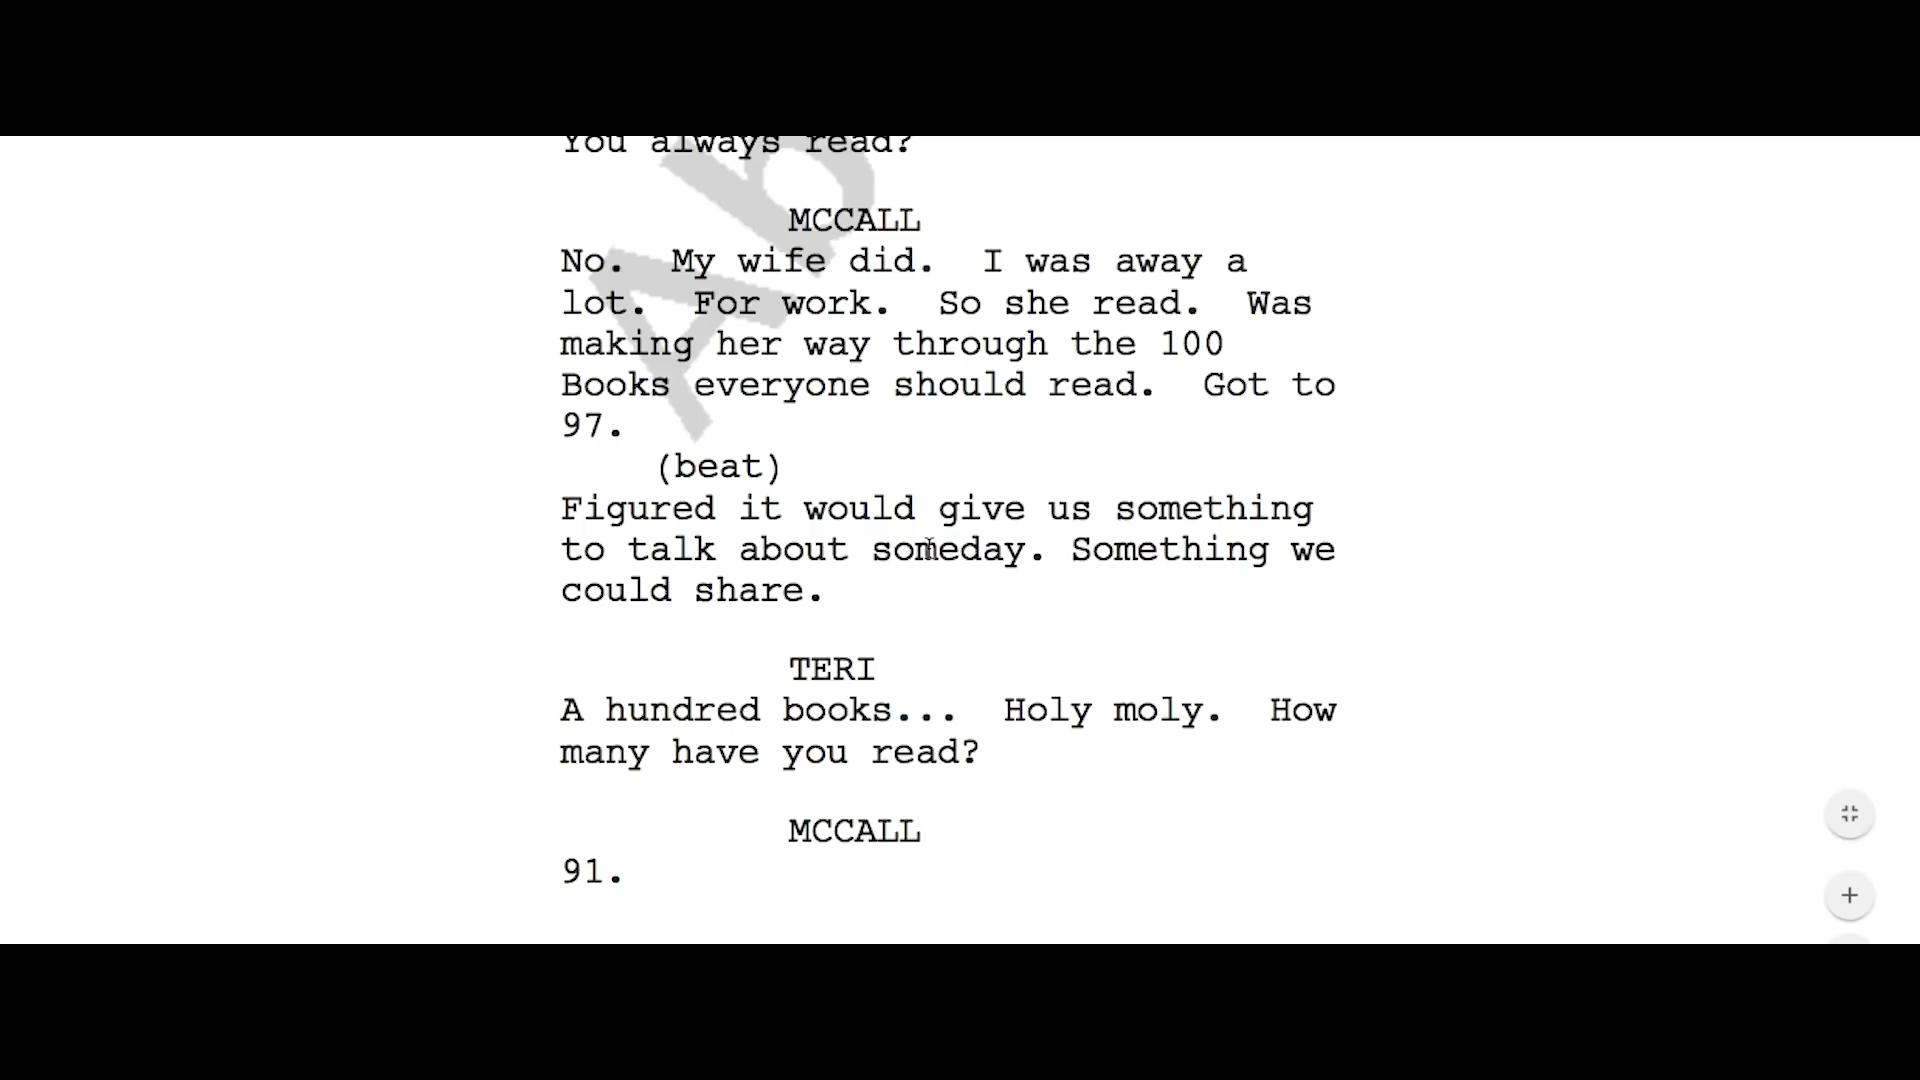 You always read?
MCCALL
No. My wife did. I was away a
lot. For work. So she read. Was
making her way through the 100
Books everyone should read. Got to
97.
(beat)
Figured it would give us something
to talk about someday. Something we
could share.
TERI
A hundred books... Holy moly. How
many have you read?
MCCALL
91.